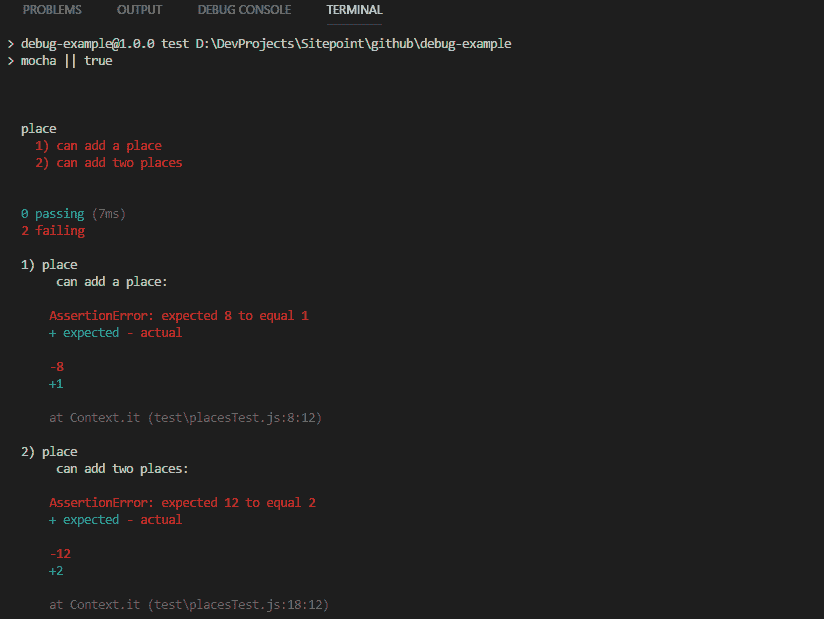 PROBLEMS OUTPUT DEBUG CONSOLE TERMINAL
> debug-example@1.0.0 test D:\DevProjects\Sitepoint\github\debug-example
> mocha || true
place
1) can add a place
2) can add two places
0 passing (7ms)
2 failing
1) place
can add a place:
AssertionError: expected 8 to equal 1
+ expected - actual
-8
+1
at Context.it (test\placesTest.js:8:12)
2) place
can add two places:
AssertionError: expected 12 to equal 2
+ expected - actual
-12
+2
at Context.it (test\placesTest.js:18:12)